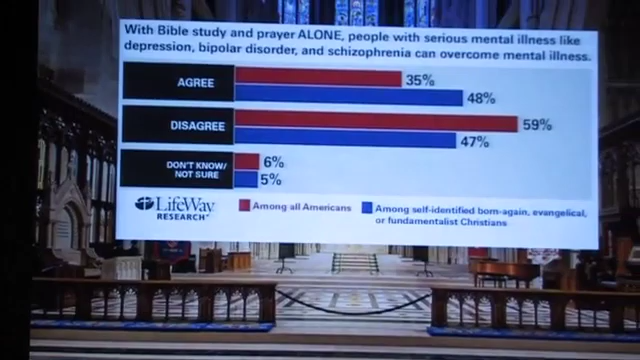 With Bible study and prayer ALONE, people with serious mental illness like
depression, bipolar disorder, and schizophrenia can overcome mental illness.
AGREE
35%
48%
DISAGREE
59%
47%
DON'T KNOW/
NOT SURE
6%
5%
LifeWay
RESEARCH
Among all Americans
Among self-identified born-again, evangelical,
or fundamentalist Christians